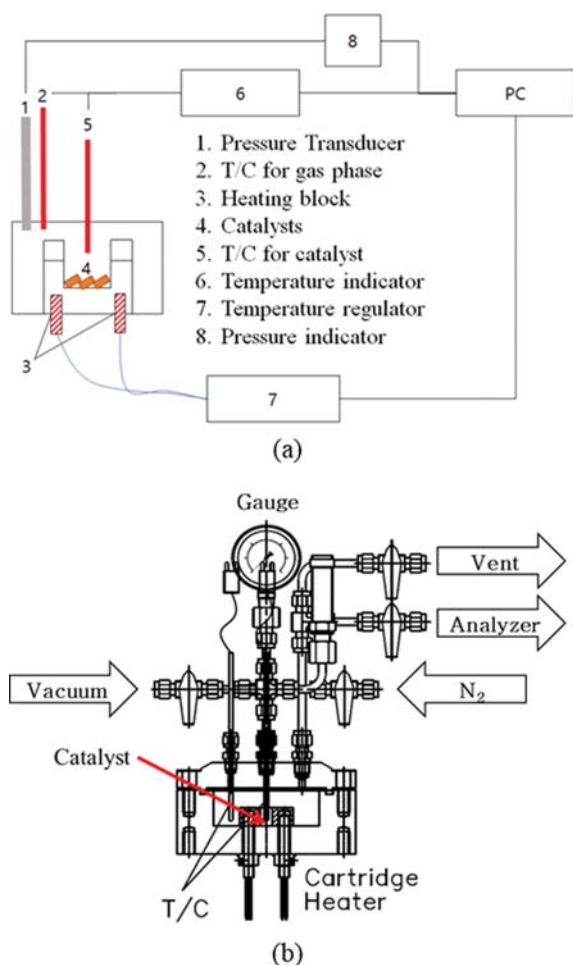 8
1
2
6
PC
5
1. Pressure Transducer
2. T/C for gas phase
3. Heating block
4. Catalysts
5. T/C for catalyst
6. Temperature indicator
7. Temperature regulator
8. Pressure indicator
4
3
7
(a)
Gauge
Vent
Analyzer
Vacuum
N₂
Catalyst
T/C
Cartridge
Heater
(b)